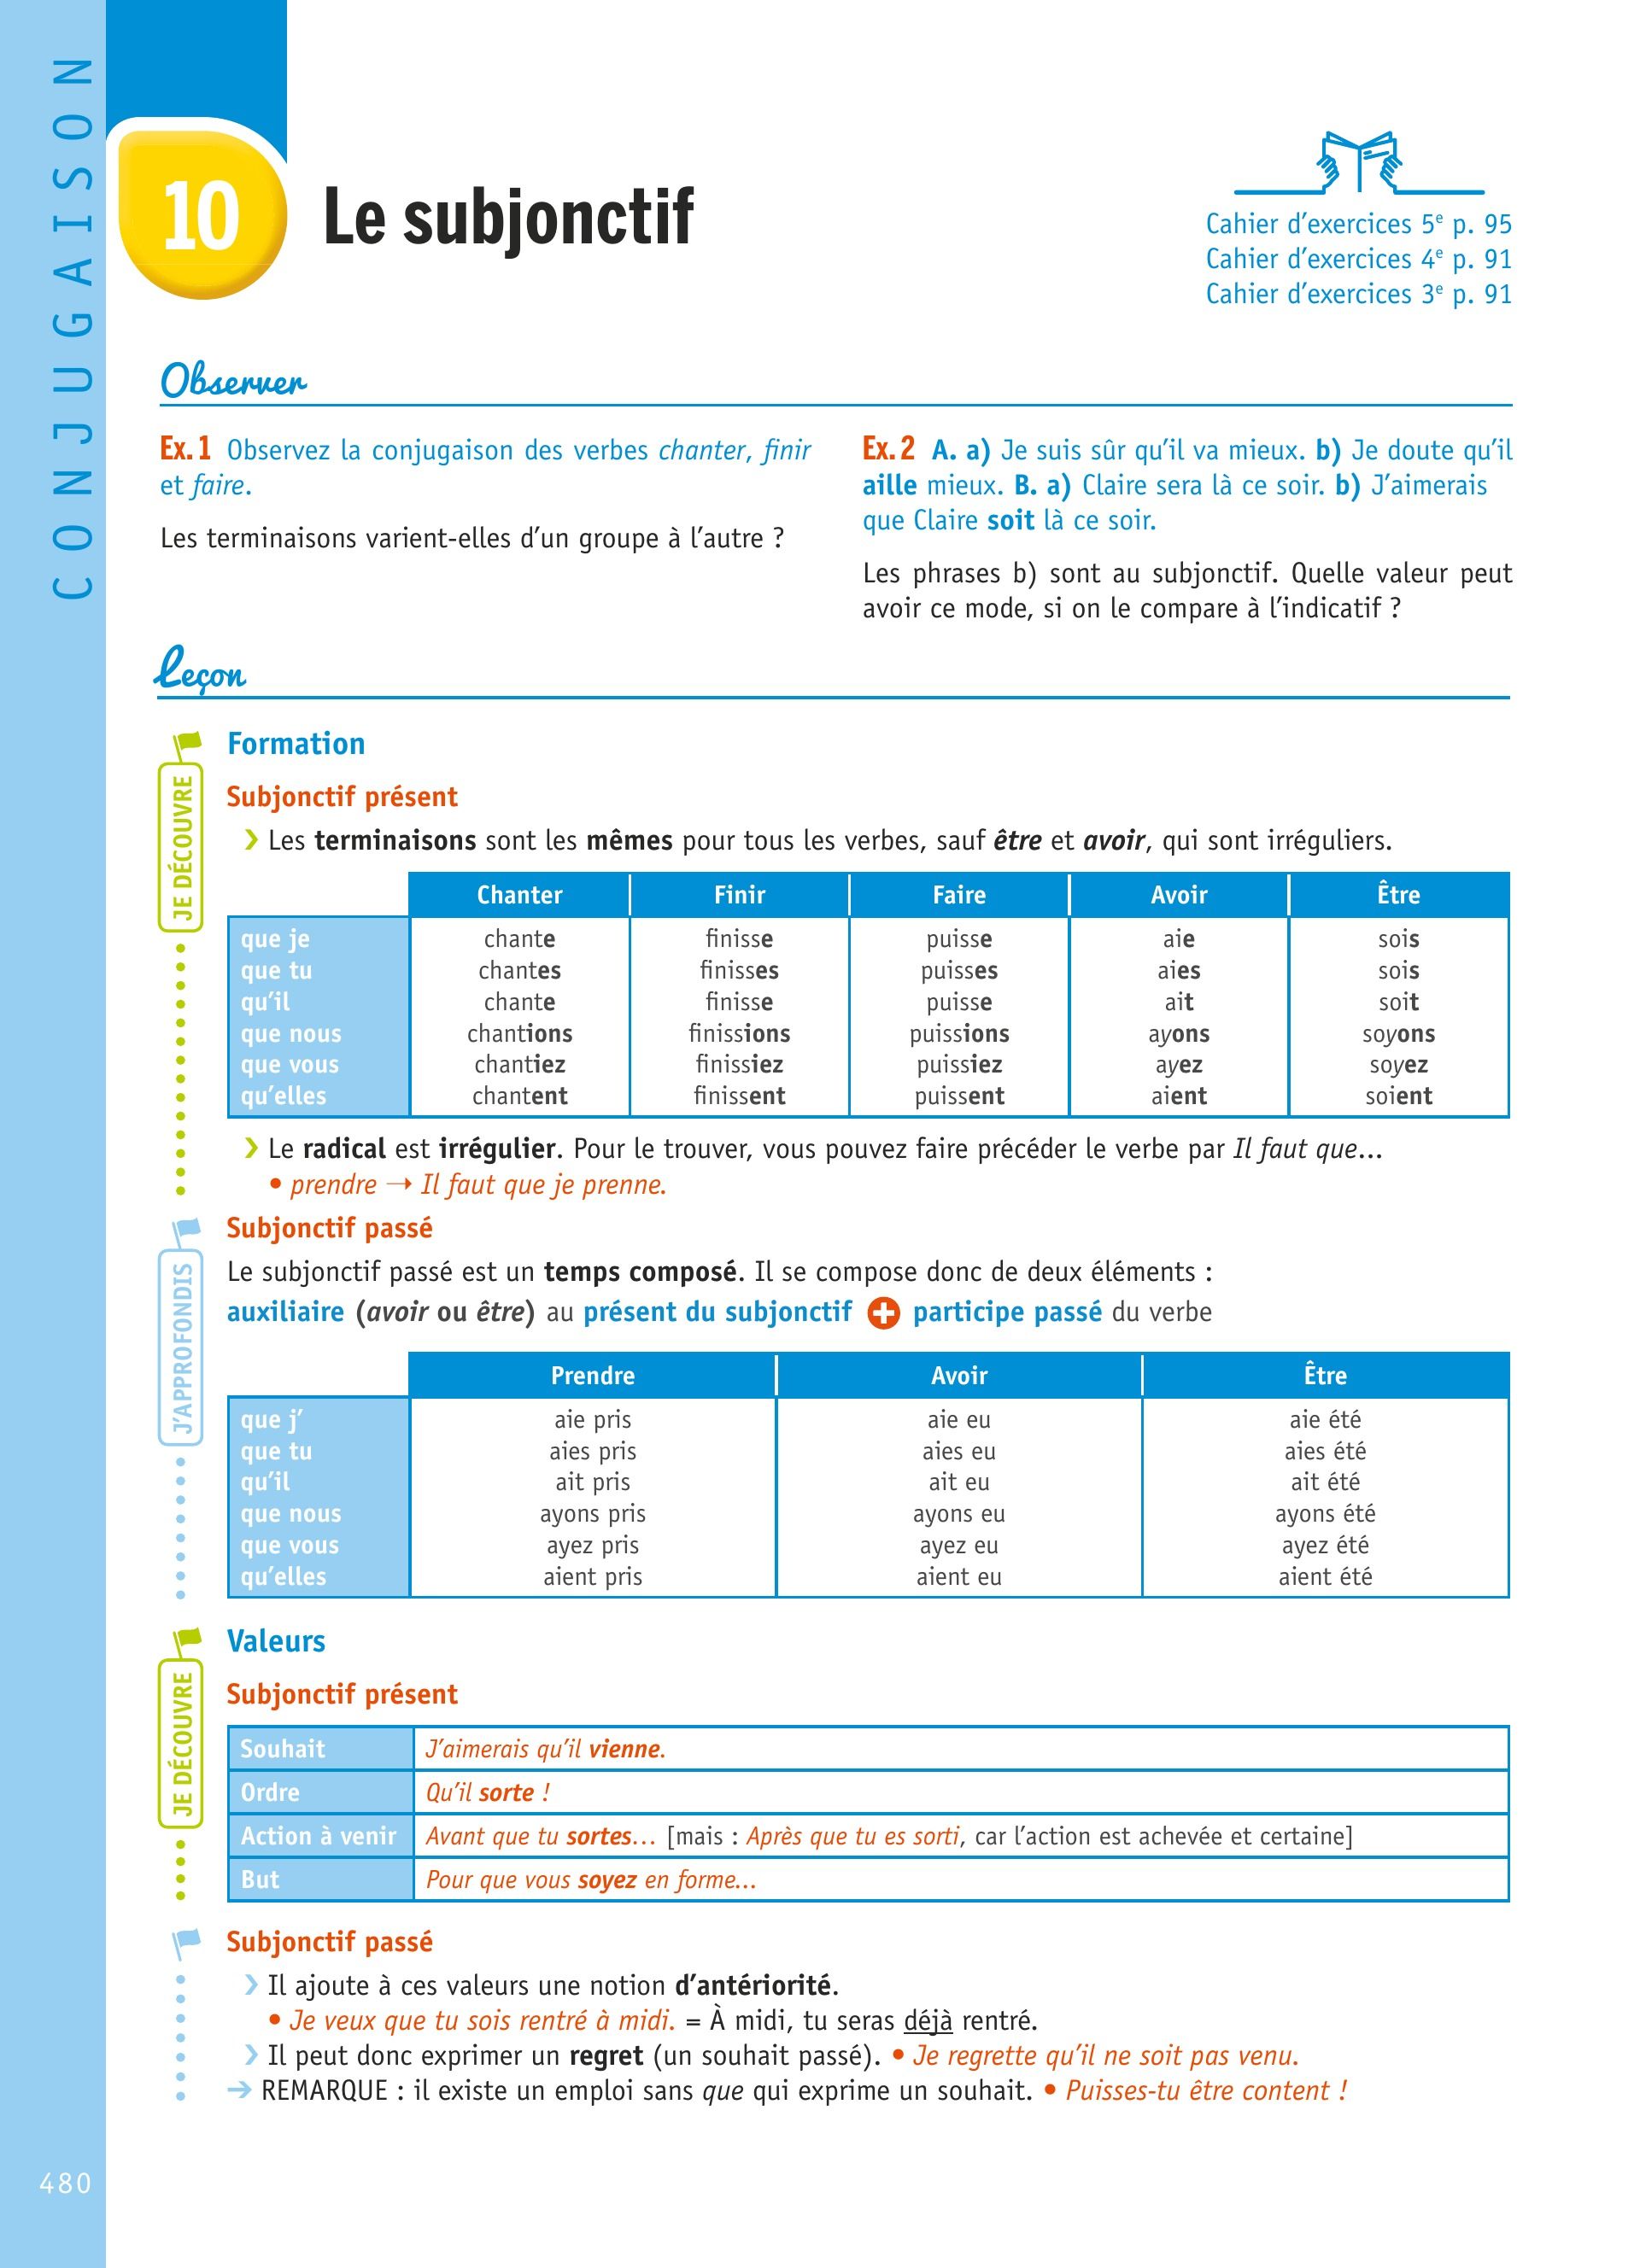 CONJUGAISON
10
Le subjonctif
Cahier d'exercices 5e p. 95
Cahier d'exercices 4e p. 91
Cahier d'exercices 3e p. 91
Observer
Ex. 1 Observez la conjugaison des verbes chanter, finir
et faire.
Les terminaisons varient-elles d'un groupe à l'autre ?
Ex. 2 A. a) Je suis sûr qu'il va mieux. b) Je doute qu'il
aille mieux. B. a) Claire sera là ce soir. b) J'aimerais
que Claire soit là ce soir.
Les phrases b) sont au subjonctif. Quelle valeur peut
avoir ce mode, si on le compare à l'indicatif ?
Leçon
JE DÉCOUVRE
Formation
Subjonctif présent
❯ Les terminaisons sont les mêmes pour tous les verbes, sauf être et avoir, qui sont irréguliers.
Chanter Finir Faire Avoir Être
que je chante finisse puisse aie sois
que tu chantes finisses puisses aies sois
qu'il chante finisse puisse ait soit
que nous chantions finissions puissions ayons soyons
que vous chantiez finissiez puissiez ayez soyez
qu'elles chantent finissent puissent aient soient
❯ Le radical est irrégulier. Pour le trouver, vous pouvez faire précéder le verbe par Il faut que...
• prendre → Il faut que je prenne.
J'APPROFONDIS
Subjonctif passé
Le subjonctif passé est un temps composé. Il se compose donc de deux éléments :
auxiliaire (avoir ou être) au présent du subjonctif + participe passé du verbe
Prendre Avoir Être
que j' aie pris aie eu aie été
que tu aies pris aies eu aies été
qu'il ait pris ait eu ait été
que nous ayons pris ayons eu ayons été
que vous ayez pris ayez eu ayez été
qu'elles aient pris aient eu aient été
JE DÉCOUVRE
Valeurs
Subjonctif présent
Souhait J'aimerais qu'il vienne.
Ordre Qu'il sorte !
Action à venir Avant que tu sortes... [mais : Après que tu es sorti, car l'action est achevée et certaine]
But Pour que vous soyez en forme...
Subjonctif passé
❯ Il ajoute à ces valeurs une notion d'antériorité.
• Je veux que tu sois rentré à midi. = À midi, tu seras déjà rentré.
❯ Il peut donc exprimer un regret (un souhait passé). • Je regrette qu'il ne soit pas venu.
→ REMARQUE : il existe un emploi sans que qui exprime un souhait. • Puisses-tu être content !
480